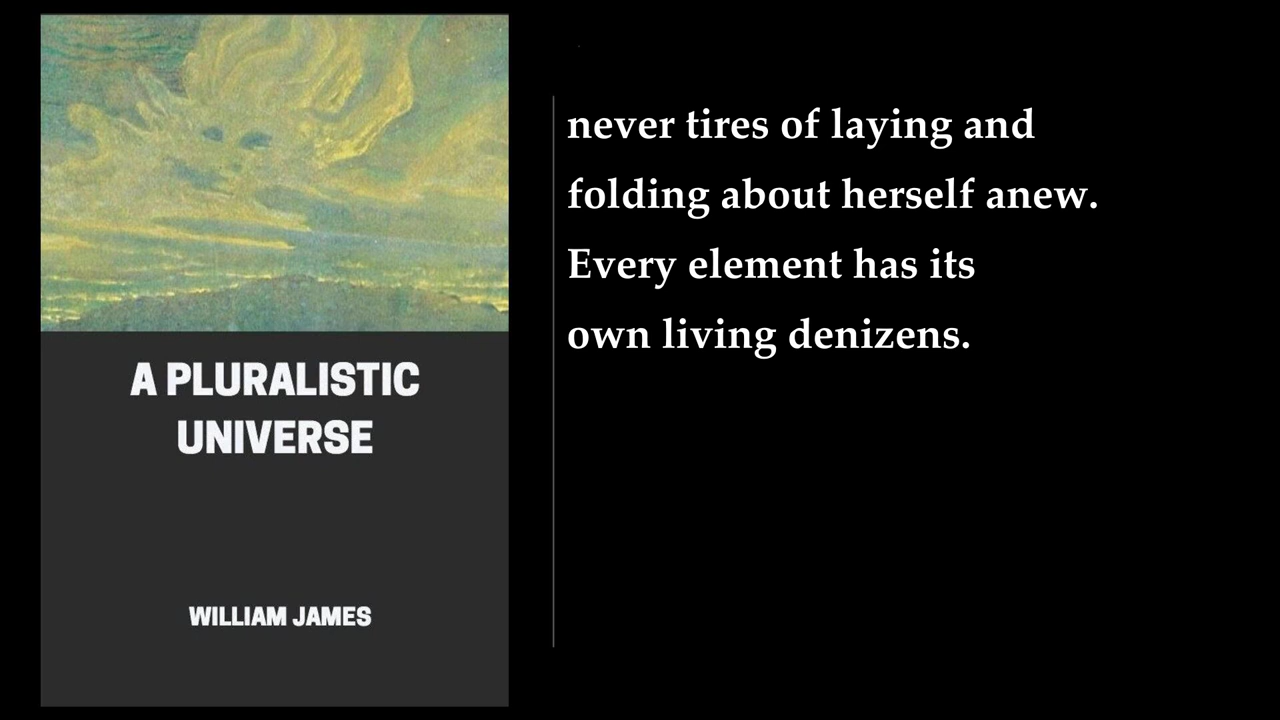 A PLURALISTIC
UNIVERSE
WILLIAM JAMES
never tires of laying and
folding about herself anew.
Every element has its
own living denizens.